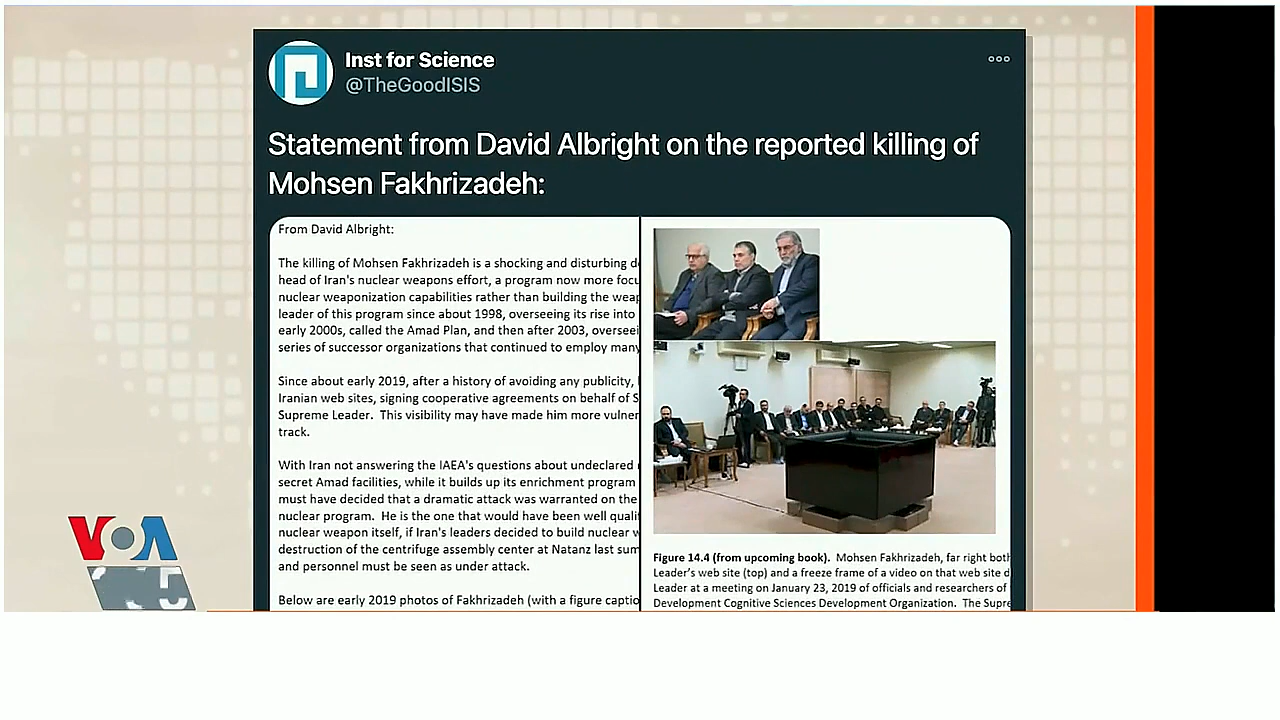 Inst for Science
@TheGoodISIS
Statement from David Albright on the reported killing of
Mohsen Fakhrizadeh:
From David Albright:
The killing of Mohsen Fakhrizadeh is a shocking and disturbing
head of Iran's nuclear weapons effort, a program now more
nuclear weaponization capabilities rather than building the
leader of this program since about 1998, overseeing its rise into
early 2000s, called the Amad Plan, and then after 2003,
series of successor organizations that continued to employ many
Since about early 2019, after a history of avoiding any publicity,
Iranian web sites, signing cooperative agreements on behalf of
Supreme Leader. This visibility may have made him more
track.
With Iran not answering the IAEA's questions about undeclared
secret Amad facilities, while it builds up its enrichment program
must have decided that a dramatic attack was warranted on the
nuclear program. He is the one that would have been well
nuclear weapon itself, if Iran's leaders decided to build nuclear
destruction of the centrifuge assembly center at Natanz last
and personnel must be seen as under attack.
Below are early 2019 photos of Fakhrizadeh (with a figure
Figure 14.4 (from upcoming book). Mohsen Fakhrizadeh, far right
Leader's web site (top) and a freeze frame of a video on that web site
Leader at a meeting on January 23, 2019 of officials and researchers of
Development Cognitive Sciences Development Organization. The
VOA